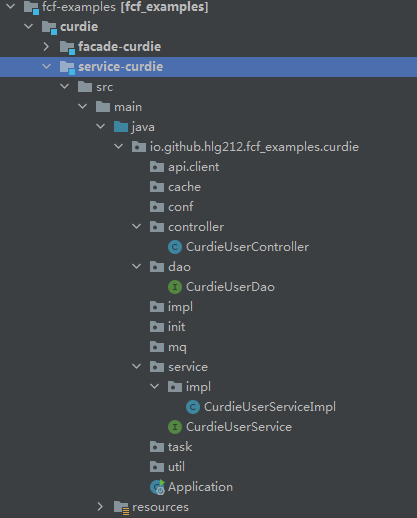 fcf-examples [fcf_examples]
curdie
facade-curdie
service-curdie
src
main
java
io.github.hlg212.fcf_examples.curdie
api.client
cache
conf
controller
CurdieUserController
dao
CurdieUserDao
impl
init
mq
service
impl
CurdieUserServiceImpl
CurdieUserService
task
util
Application
resources